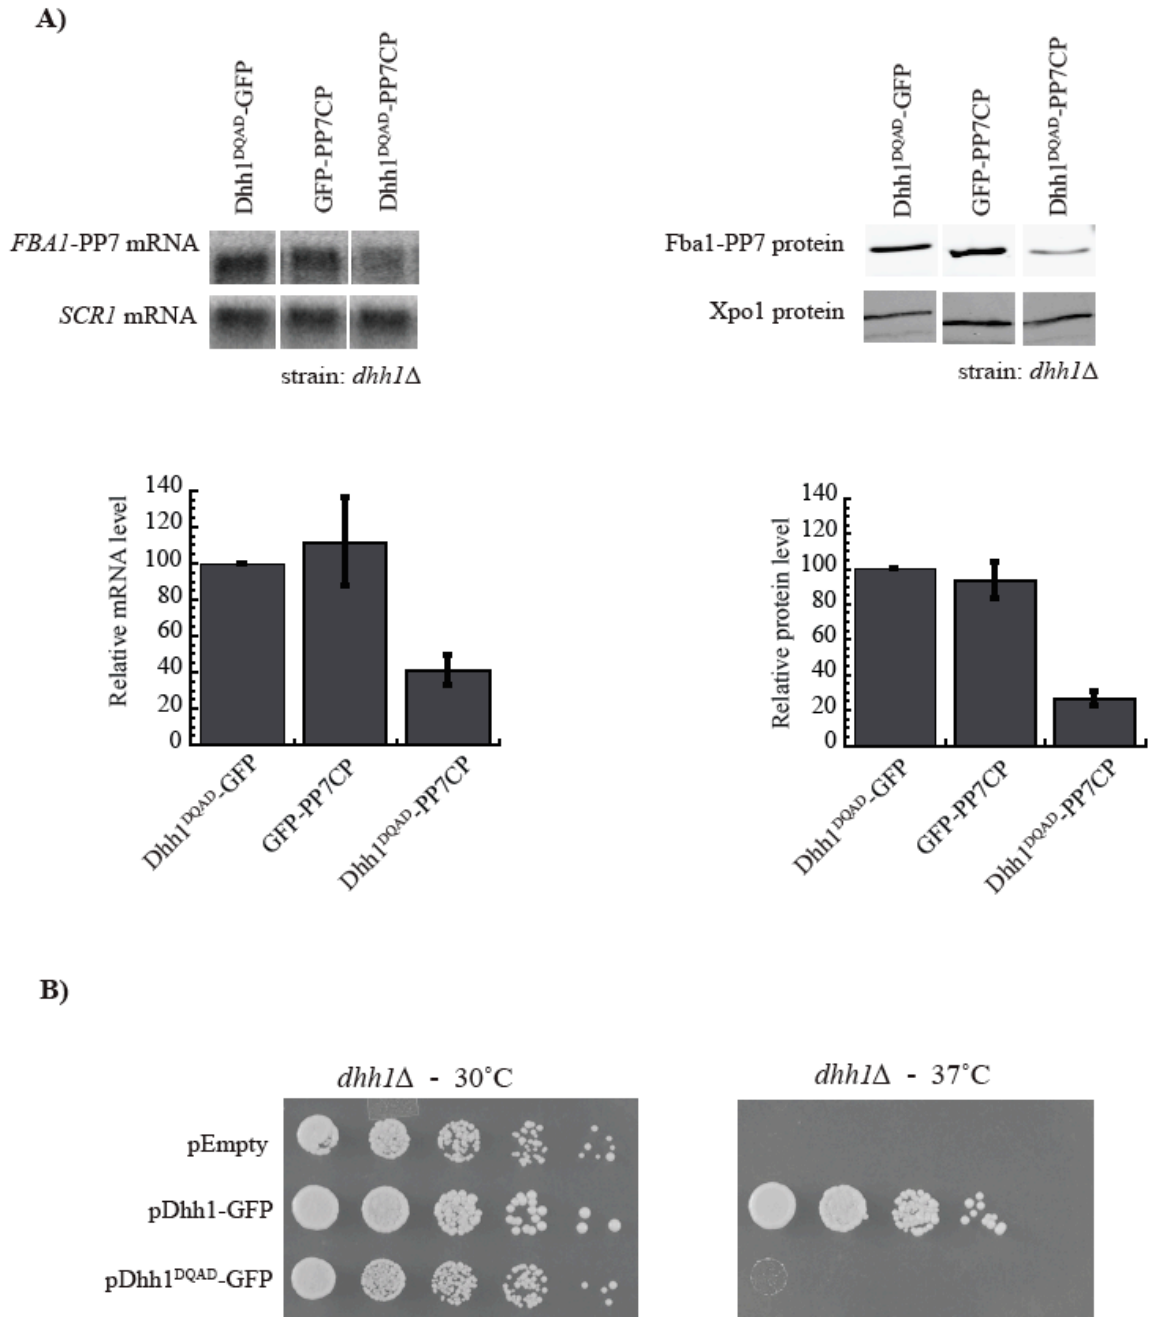 A)
Dhh1DQAD-GFP
GFP-PP7CP
Dhh1DQAD-PP7CP
FBA1-PP7 mRNA
SCR1 mRNA
strain: dhh1Δ
Dhh1DQAD-GFP
GFP-PP7CP
Dhh1DQAD-PP7CP
Fba1-PP7 protein
Xpo1 protein
strain: dhh1Δ
Relative mRNA level
140
120
100
80
60
40
20
0
Dhh1DQAD-GFP
GFP-PP7CP
Dhh1DQAD-PP7CP
Relative protein level
140
120
100
80
60
40
20
0
Dhh1DQAD-GFP
GFP-PP7CP
Dhh1DQAD-PP7CP
B)
dhh1Δ - 30˚C
pEmpty
pDhh1-GFP
pDhh1DQAD-GFP
dhh1Δ - 37˚C